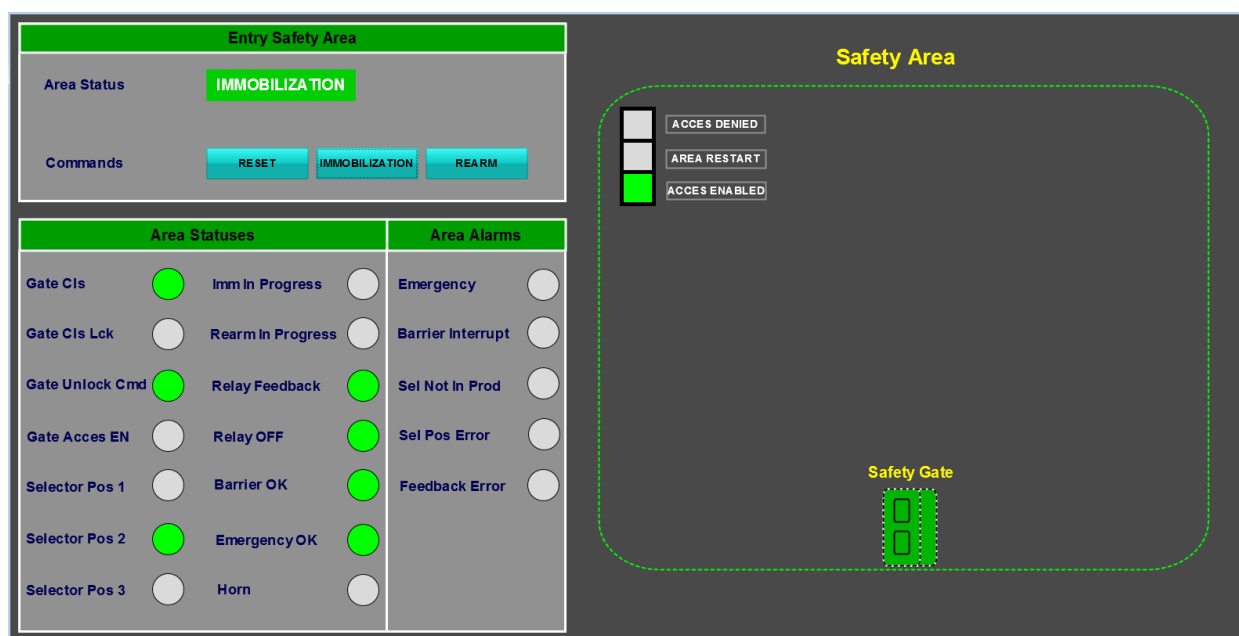 Entry Safety Area
Area Status
IMMOBILIZATION
Commands
RESET
IMMOBILIZATION
REARM
Area Statuses
Area Alarms
Gate Cls
Imm In Progress
Emergency
Gate Cls Lck
Rearm In Progress
Barrier Interrupt
Gate Unlock Cmd
Relay Feedback
Sel Not In Prod
Gate Acces EN
Relay OFF
Sel Pos Error
Selector Pos 1
Barrier OK
Feedback Error
Selector Pos 2
Emergency OK
Selector Pos 3
Horn
Safety Area
ACCES DENIED
AREA RESTART
ACCES ENABLED
Safety Gate